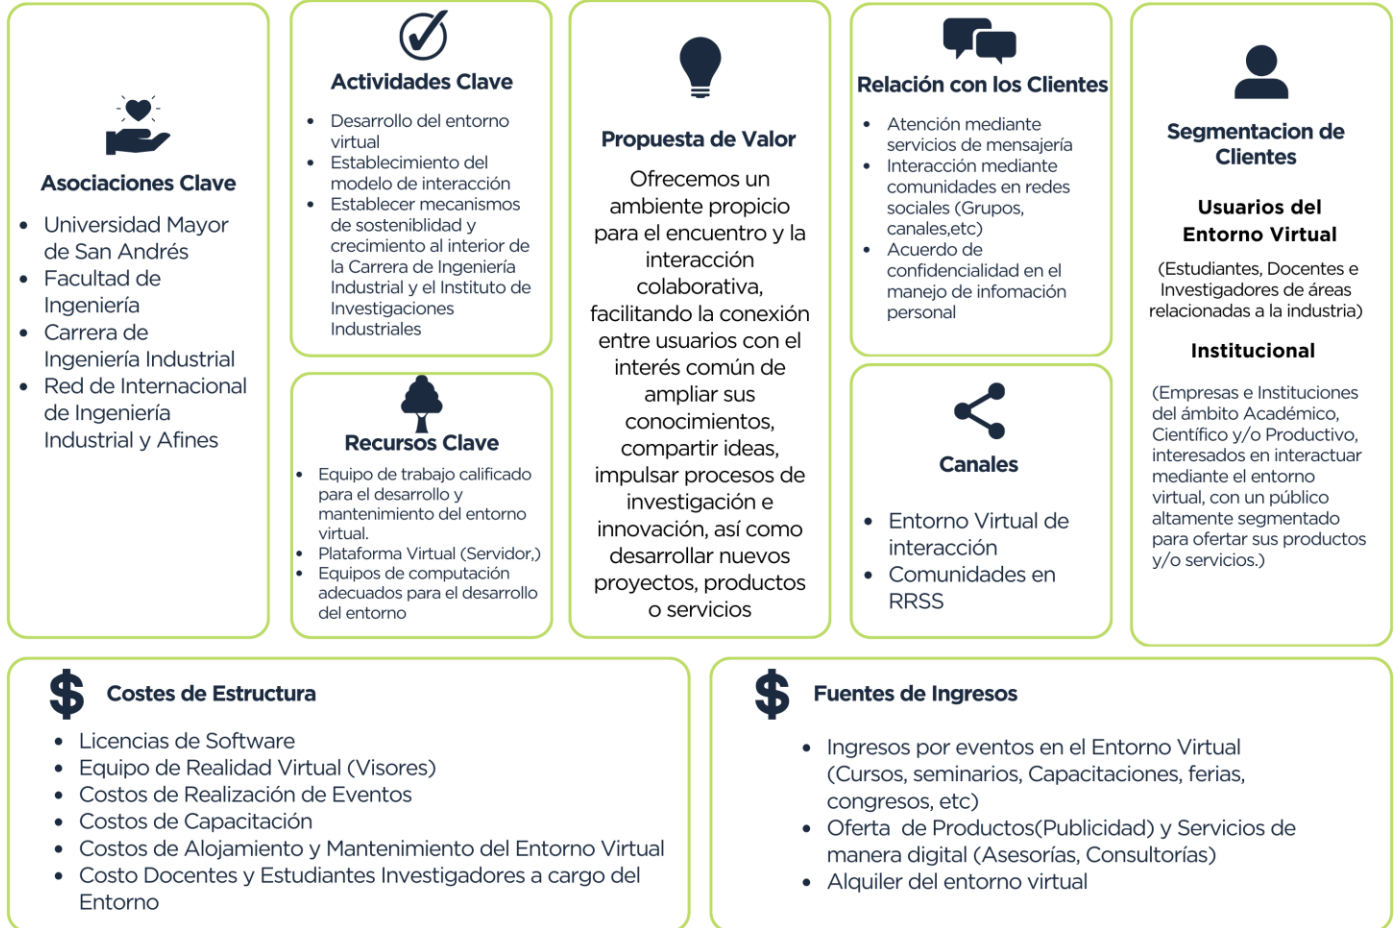 Asociaciones Clave
• Universidad Mayor
de San Andrés
• Facultad de
Ingeniería
• Carrera de
Ingeniería Industrial
• Red de Internacional
de Ingeniería
Industrial y Afines
Actividades Clave
• Desarrollo del entorno
virtual
• Establecimiento del
modelo de interacción
• Establecer mecanismos
de sosteniblidad y
crecimiento al interior de
la Carrera de Ingeniería
Industrial y el Instituto de
Investigaciones
Industriales
Recursos Clave
• Equipo de trabajo calificado
para el desarrollo y
mantenimiento del entorno
virtual.
• Plataforma Virtual (Servidor,)
• Equipos de computación
adecuados para el desarrollo
del entorno
Propuesta de Valor
Ofrecemos un
ambiente propicio
para el encuentro y la
interacción
colaborativa,
facilitando la conexión
entre usuarios con el
interés común de
ampliar sus
conocimientos,
compartir ideas,
impulsar procesos de
investigación e
innovación, así como
desarrollar nuevos
proyectos, productos
o servicios
Relación con los Clientes
• Atención mediante
servicios de mensajería
• Interacción mediante
comunidades en redes
sociales (Grupos,
canales,etc)
• Acuerdo de
confidencialidad en el
manejo de infomación
personal
Canales
• Entorno Virtual de
interacción
• Comunidades en
RRSS
Segmentacion de
Clientes
Usuarios del
Entorno Virtual
(Estudiantes, Docentes e
Investigadores de áreas
relacionadas a la industria)
Institucional
(Empresas e Instituciones
del ámbito Académico,
Científico y/o Productivo,
interesados en interactuar
mediante el entorno
virtual, con un público
altamente segmentado
para ofertar sus productos
y/o servicios.)
$ Costes de Estructura
• Licencias de Software
• Equipo de Realidad Virtual (Visores)
• Costos de Realización de Eventos
• Costos de Capacitación
• Costos de Alojamiento y Mantenimiento del Entorno Virtual
• Costo Docentes y Estudiantes Investigadores a cargo del
Entorno
$ Fuentes de Ingresos
• Ingresos por eventos en el Entorno Virtual
(Cursos, seminarios, Capacitaciones, ferias,
congresos, etc)
• Oferta de Productos(Publicidad) y Servicios de
manera digital (Asesorías, Consultorías)
• Alquiler del entorno virtual